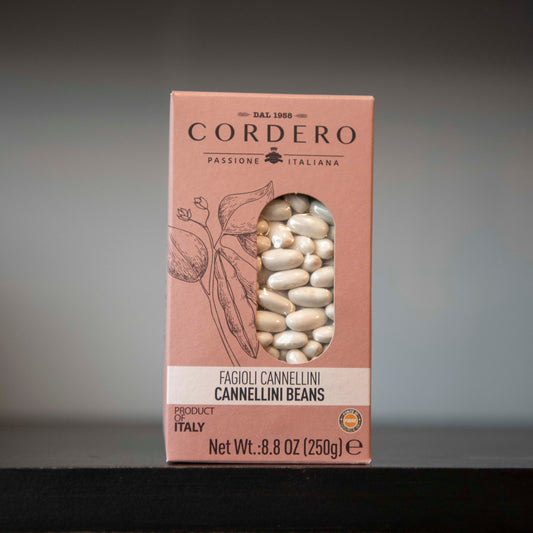 DAL 1958
CORDERO
PASSIONE ITALIANA
FAGIOLI CANNELLINI
CANNELLINI BEANS
PRODUCT
OF
ITALY
Net Wt.:8.8 OZ (250g) ℮